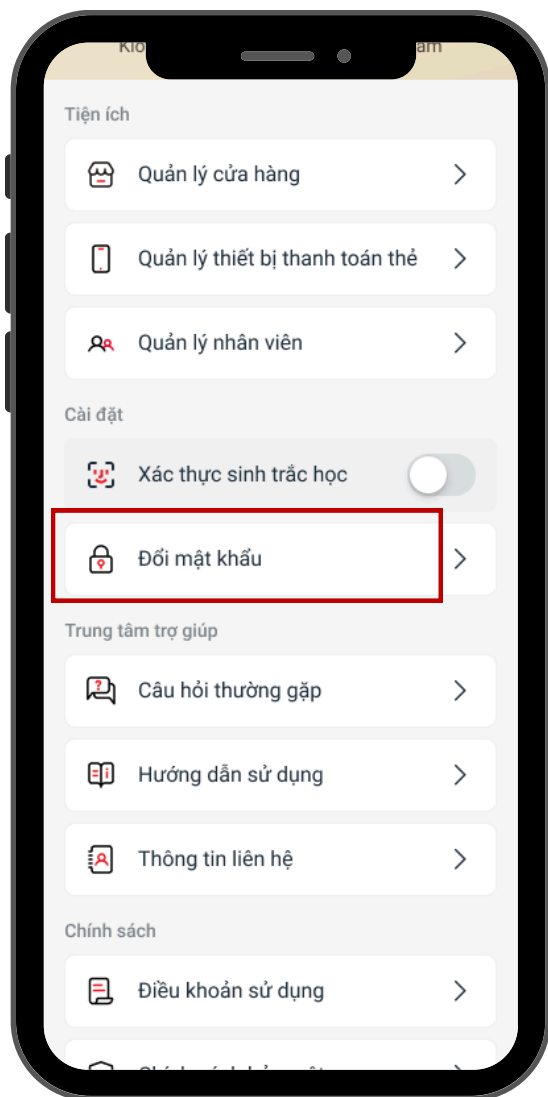 Tiện ích
Quản lý cửa hàng
Quản lý thiết bị thanh toán thẻ
Quản lý nhân viên
Cài đặt
Xác thực sinh trắc học
Đổi mật khẩu
Trung tâm trợ giúp
Câu hỏi thường gặp
Hướng dẫn sử dụng
Thông tin liên hệ
Chính sách
Điều khoản sử dụng